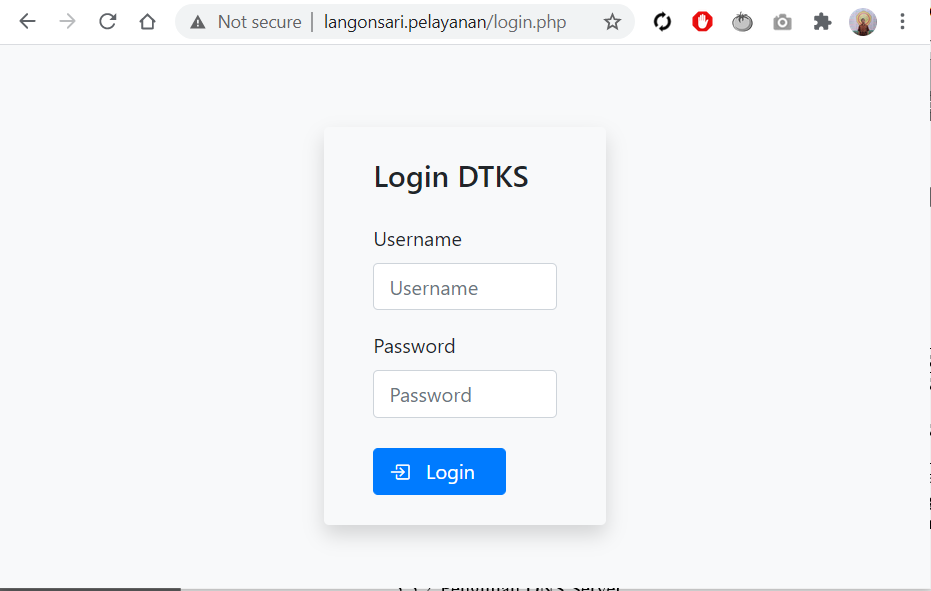 Not secure | langonsari.pelayanan/login.php
Login DTKS
Username
Username
Password
Password
Login